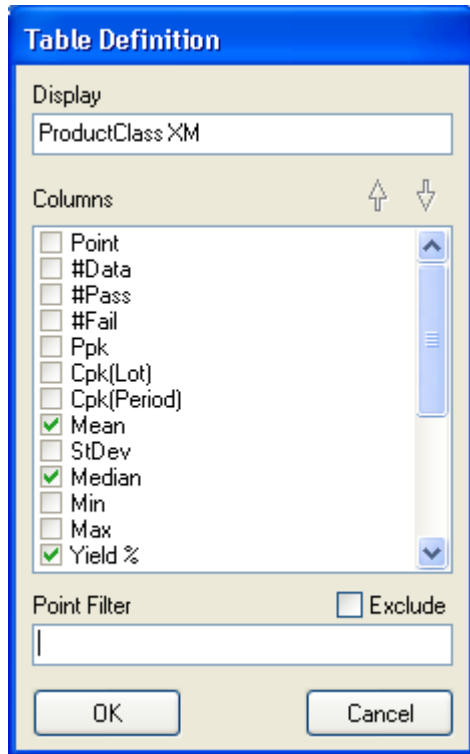 Table Definition
Display
ProductClass XM
Columns
Point
#Data
#Pass
#Fail
Ppk
Cpk(Lot)
Cpk(Period)
Mean
StDev
Median
Min
Max
Yield %
Point Filter Exclude
OK Cancel